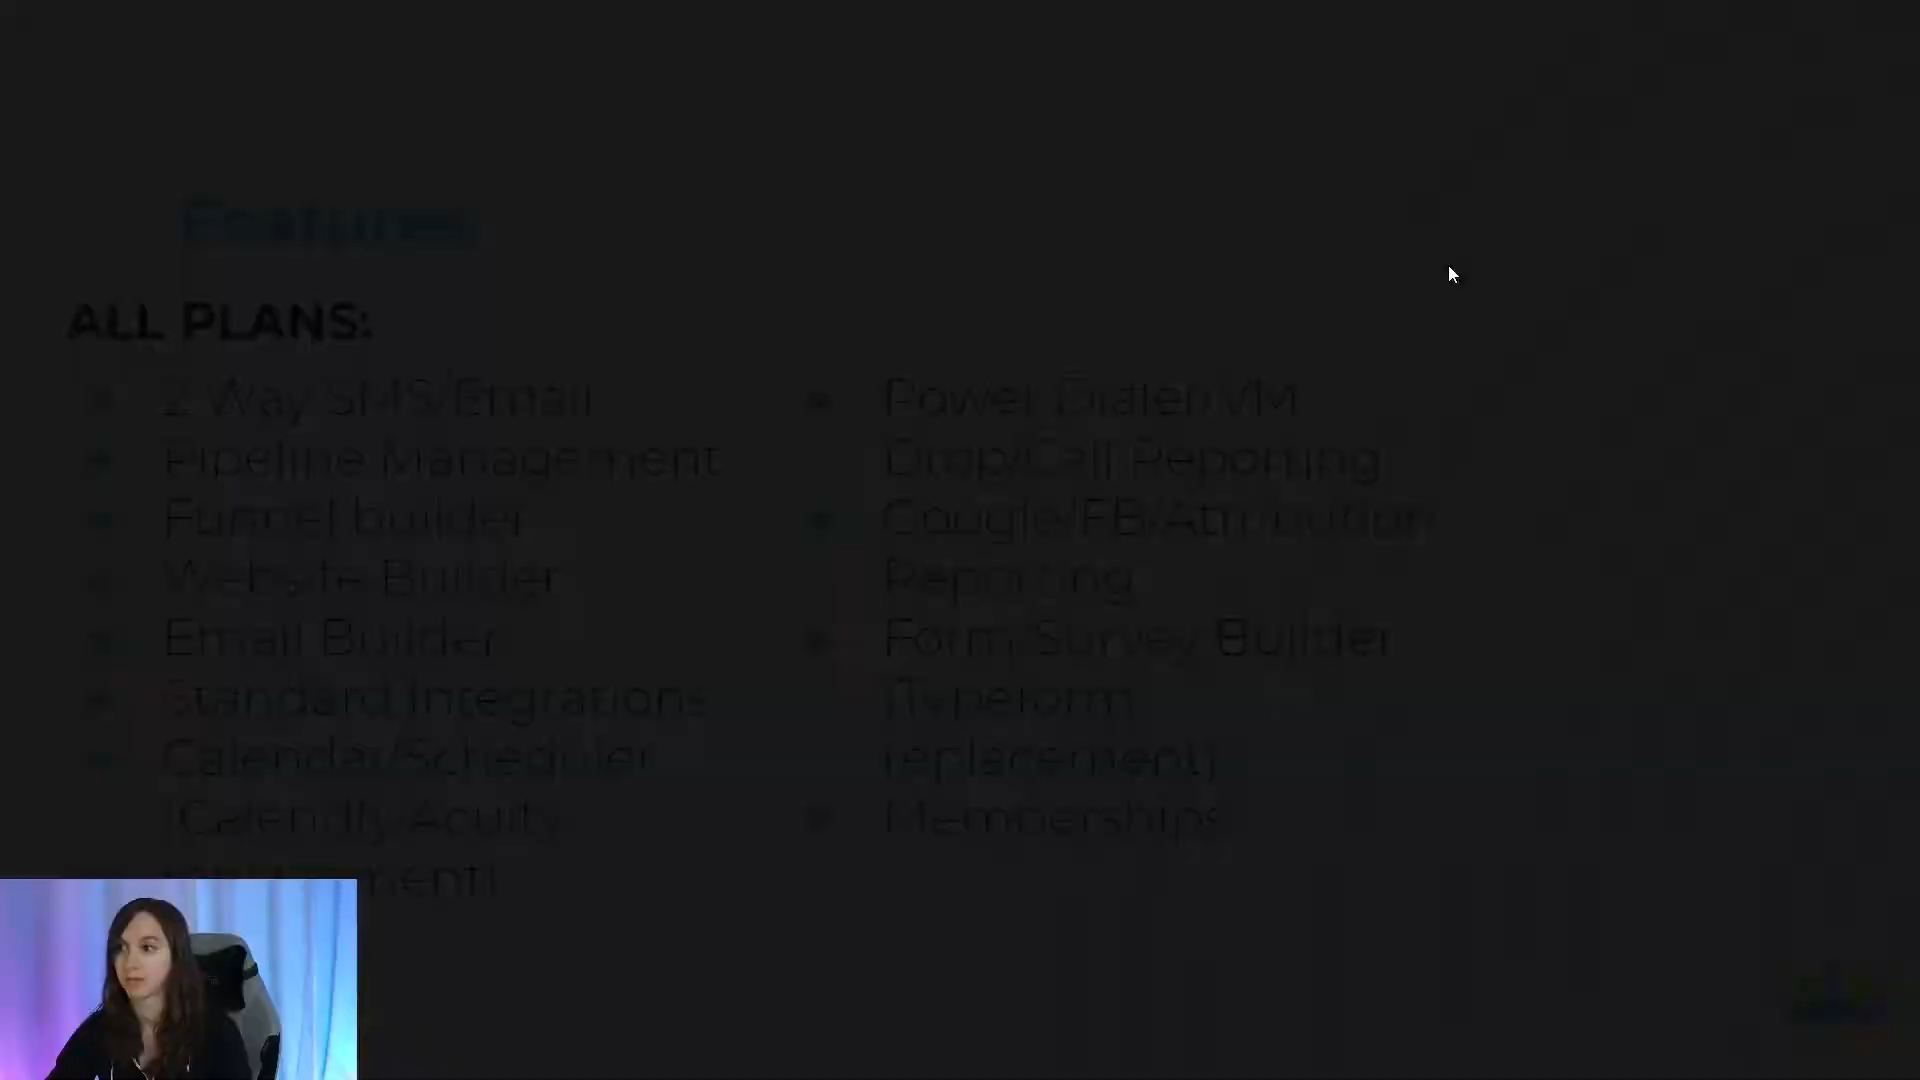 Features
ALL PLANS:
2 Way SMS/Email
Pipeline Management
Funnel builder
Website Builder
Email Builder
Standard Integrations
Calendar/Scheduler
(Calendly Acuity
Power Dialer/VM
Drop/Call Reporting
Google/FB/Attribution
Reporting
Form/Survey Builder
(Typeform
replacement)
Memberships